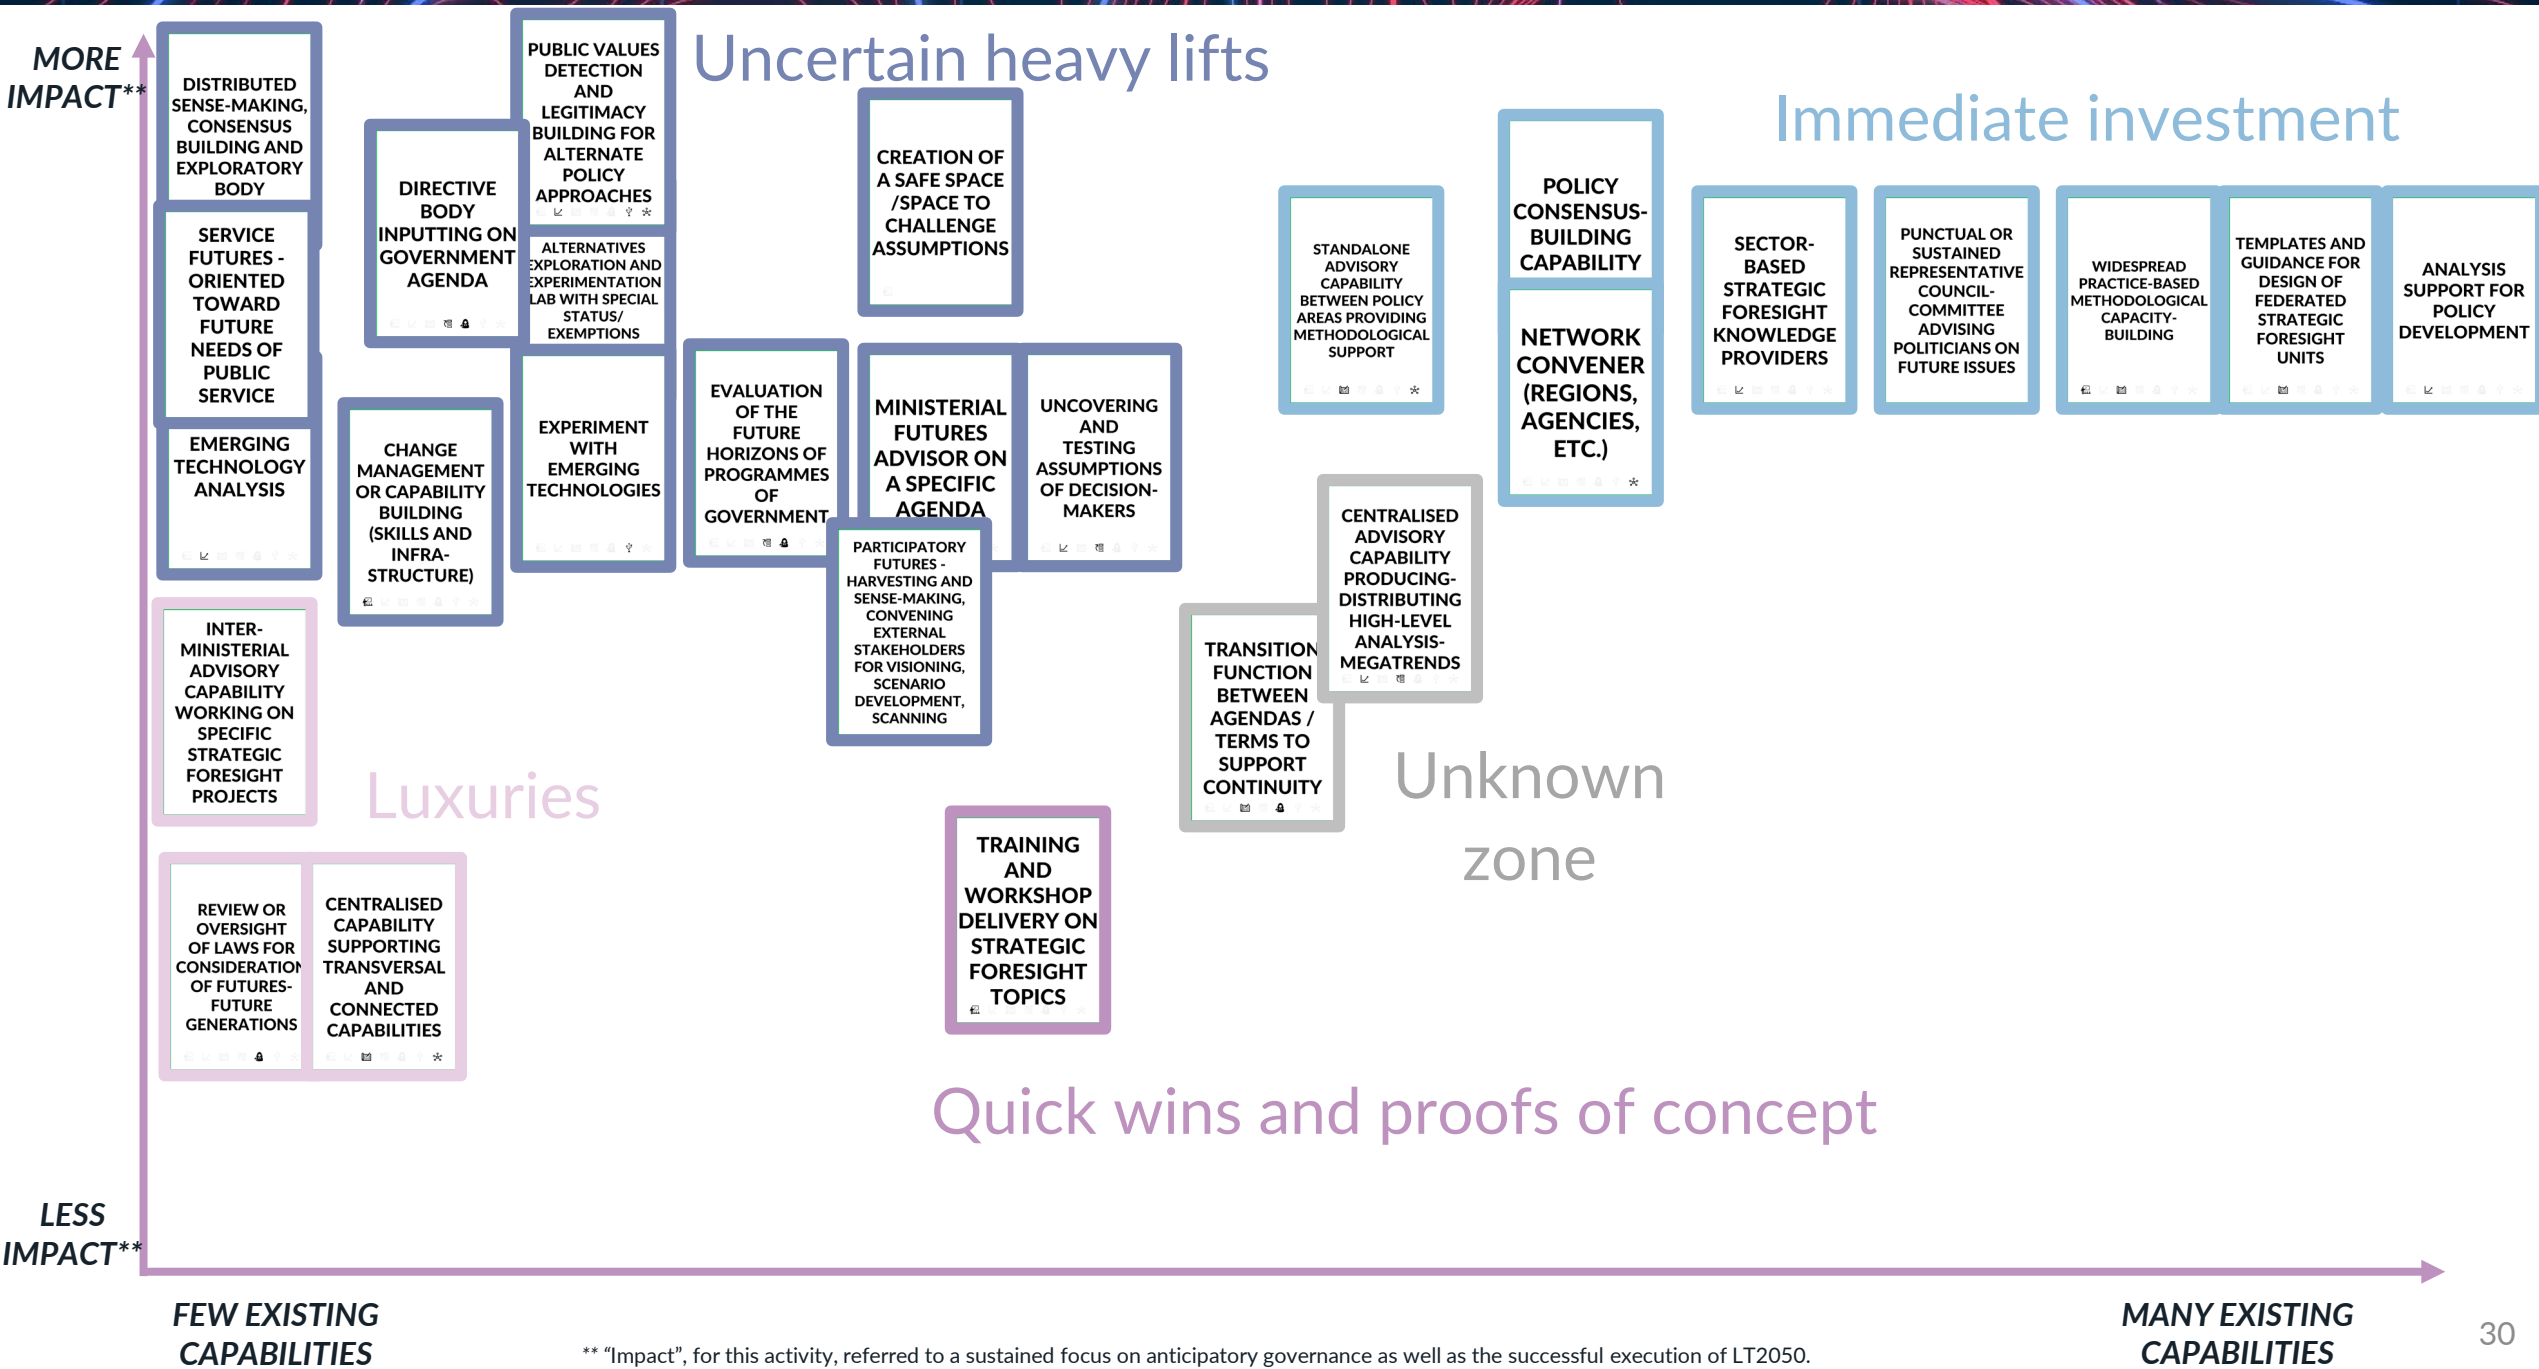 MORE
IMPACT**
DISTRIBUTED
SENSE-MAKING,
CONSENSUS
BUILDING AND
EXPLORATORY
BODY
SERVICE
FUTURES -
ORIENTED
TOWARD
FUTURE
NEEDS OF
PUBLIC
SERVICE
EMERGING
TECHNOLOGY
ANALYSIS
DIRECTIVE
BODY
INPUTTING ON
GOVERNMENT
AGENDA
CHANGE
MANAGEMENT
OR CAPABILITY
BUILDING
(SKILLS AND
INFRA-
STRUCTURE)
PUBLIC VALUES
DETECTION
AND
LEGITIMACY
BUILDING FOR
ALTERNATE
POLICY
APPROACHES
ALTERNATIVES
EXPLORATION AND
EXPERIMENTATION
LAB WITH SPECIAL
STATUS/
EXEMPTIONS
EXPERIMENT
WITH
EMERGING
TECHNOLOGIES
Uncertain heavy lifts
EVALUATION
OF THE
FUTURE
HORIZONS OF
PROGRAMMES
OF
GOVERNMENT
CREATION OF
A SAFE SPACE
/SPACE TO
CHALLENGE
ASSUMPTIONS
MINISTERIAL
FUTURES
ADVISOR ON
A SPECIFIC
AGENDA
UNCOVERING
AND
TESTING
ASSUMPTIONS
OF DECISION-
MAKERS
PARTICIPATORY
FUTURES -
HARVESTING AND
SENSE-MAKING,
CONVENING
EXTERNAL
STAKEHOLDERS
FOR VISIONING,
SCENARIO
DEVELOPMENT,
SCANNING
Immediate investment
STANDALONE
ADVISORY
CAPABILITY
BETWEEN POLICY
AREAS PROVIDING
METHODOLOGICAL
SUPPORT
POLICY
CONSENSUS-
BUILDING
CAPABILITY
NETWORK
CONVENER
(REGIONS,
AGENCIES,
ETC.)
SECTOR-
BASED
STRATEGIC
FORESIGHT
KNOWLEDGE
PROVIDERS
PUNCTUAL OR
SUSTAINED
REPRESENTATIVE
COUNCIL-
COMMITTEE
ADVISING
POLITICIANS ON
FUTURE ISSUES
WIDESPREAD
PRACTICE-BASED
METHODOLOGICAL
CAPACITY-
BUILDING
TEMPLATES AND
GUIDANCE FOR
DESIGN OF
FEDERATED
STRATEGIC
FORESIGHT
UNITS
ANALYSIS
SUPPORT FOR
POLICY
DEVELOPMENT
CENTRALISED
ADVISORY
CAPABILITY
PRODUCING-
DISTRIBUTING
HIGH-LEVEL
ANALYSIS-
MEGATRENDS
TRANSITION
FUNCTION
BETWEEN
AGENDAS /
TERMS TO
SUPPORT
CONTINUITY
Unknown
zone
INTER-
MINISTERIAL
ADVISORY
CAPABILITY
WORKING ON
SPECIFIC
STRATEGIC
FORESIGHT
PROJECTS
Luxuries
REVIEW OR
OVERSIGHT
OF LAWS FOR
CONSIDERATION
OF FUTURES-
FUTURE
GENERATIONS
CENTRALISED
CAPABILITY
SUPPORTING
TRANSVERSAL
AND
CONNECTED
CAPABILITIES
TRAINING
AND
WORKSHOP
DELIVERY ON
STRATEGIC
FORESIGHT
TOPICS
Quick wins and proofs of concept
LESS
IMPACT**
FEW EXISTING
CAPABILITIES
MANY EXISTING
CAPABILITIES
** “Impact”, for this activity, referred to a sustained focus on anticipatory governance as well as the successful execution of LT2050.
30